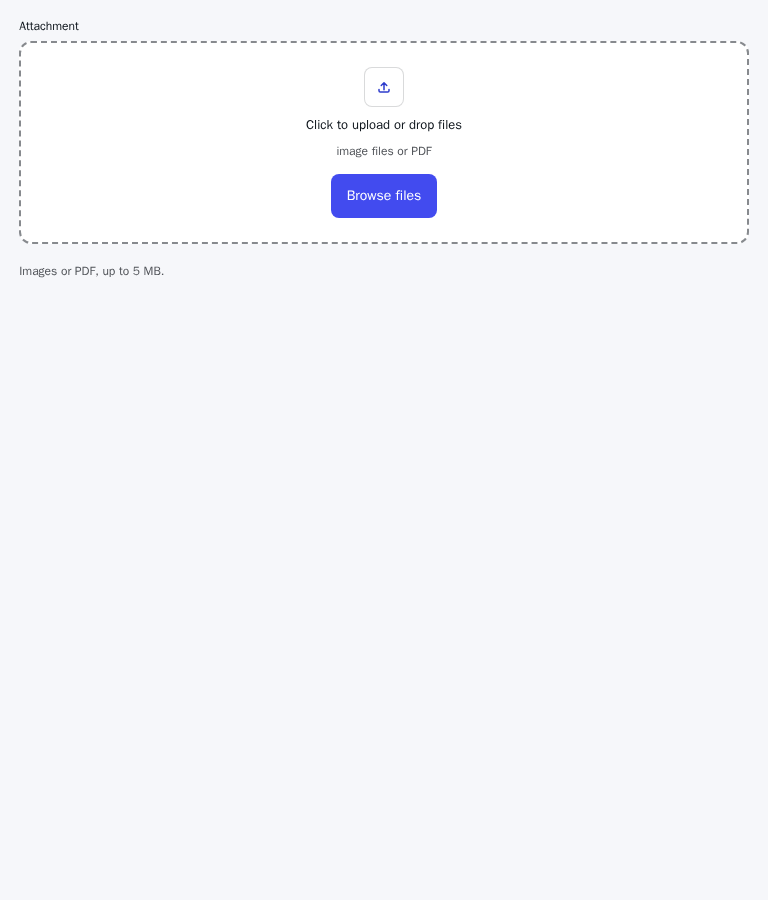 Attachment
Click to upload or drop files
image files or PDF
Browse files
Images or PDF, up to 5 MB.